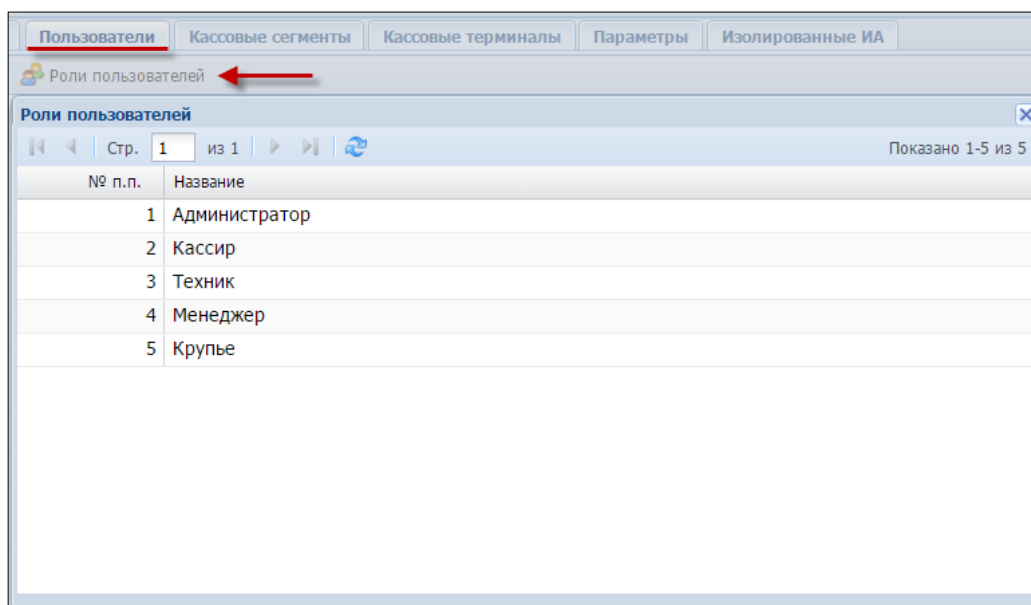 Пользователи Кассовые сегменты Кассовые терминалы Параметры Изолированные ИА
Роли пользователей
Роли пользователей
Стр. 1 из 1 Показано 1-5 из 5
№ п.п. Название
1 Администратор
2 Кассир
3 Техник
4 Менеджер
5 Крупье